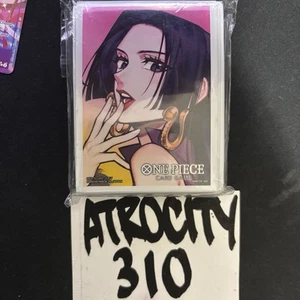 ONE PIECE
CARD GAME
ATROCITY
310